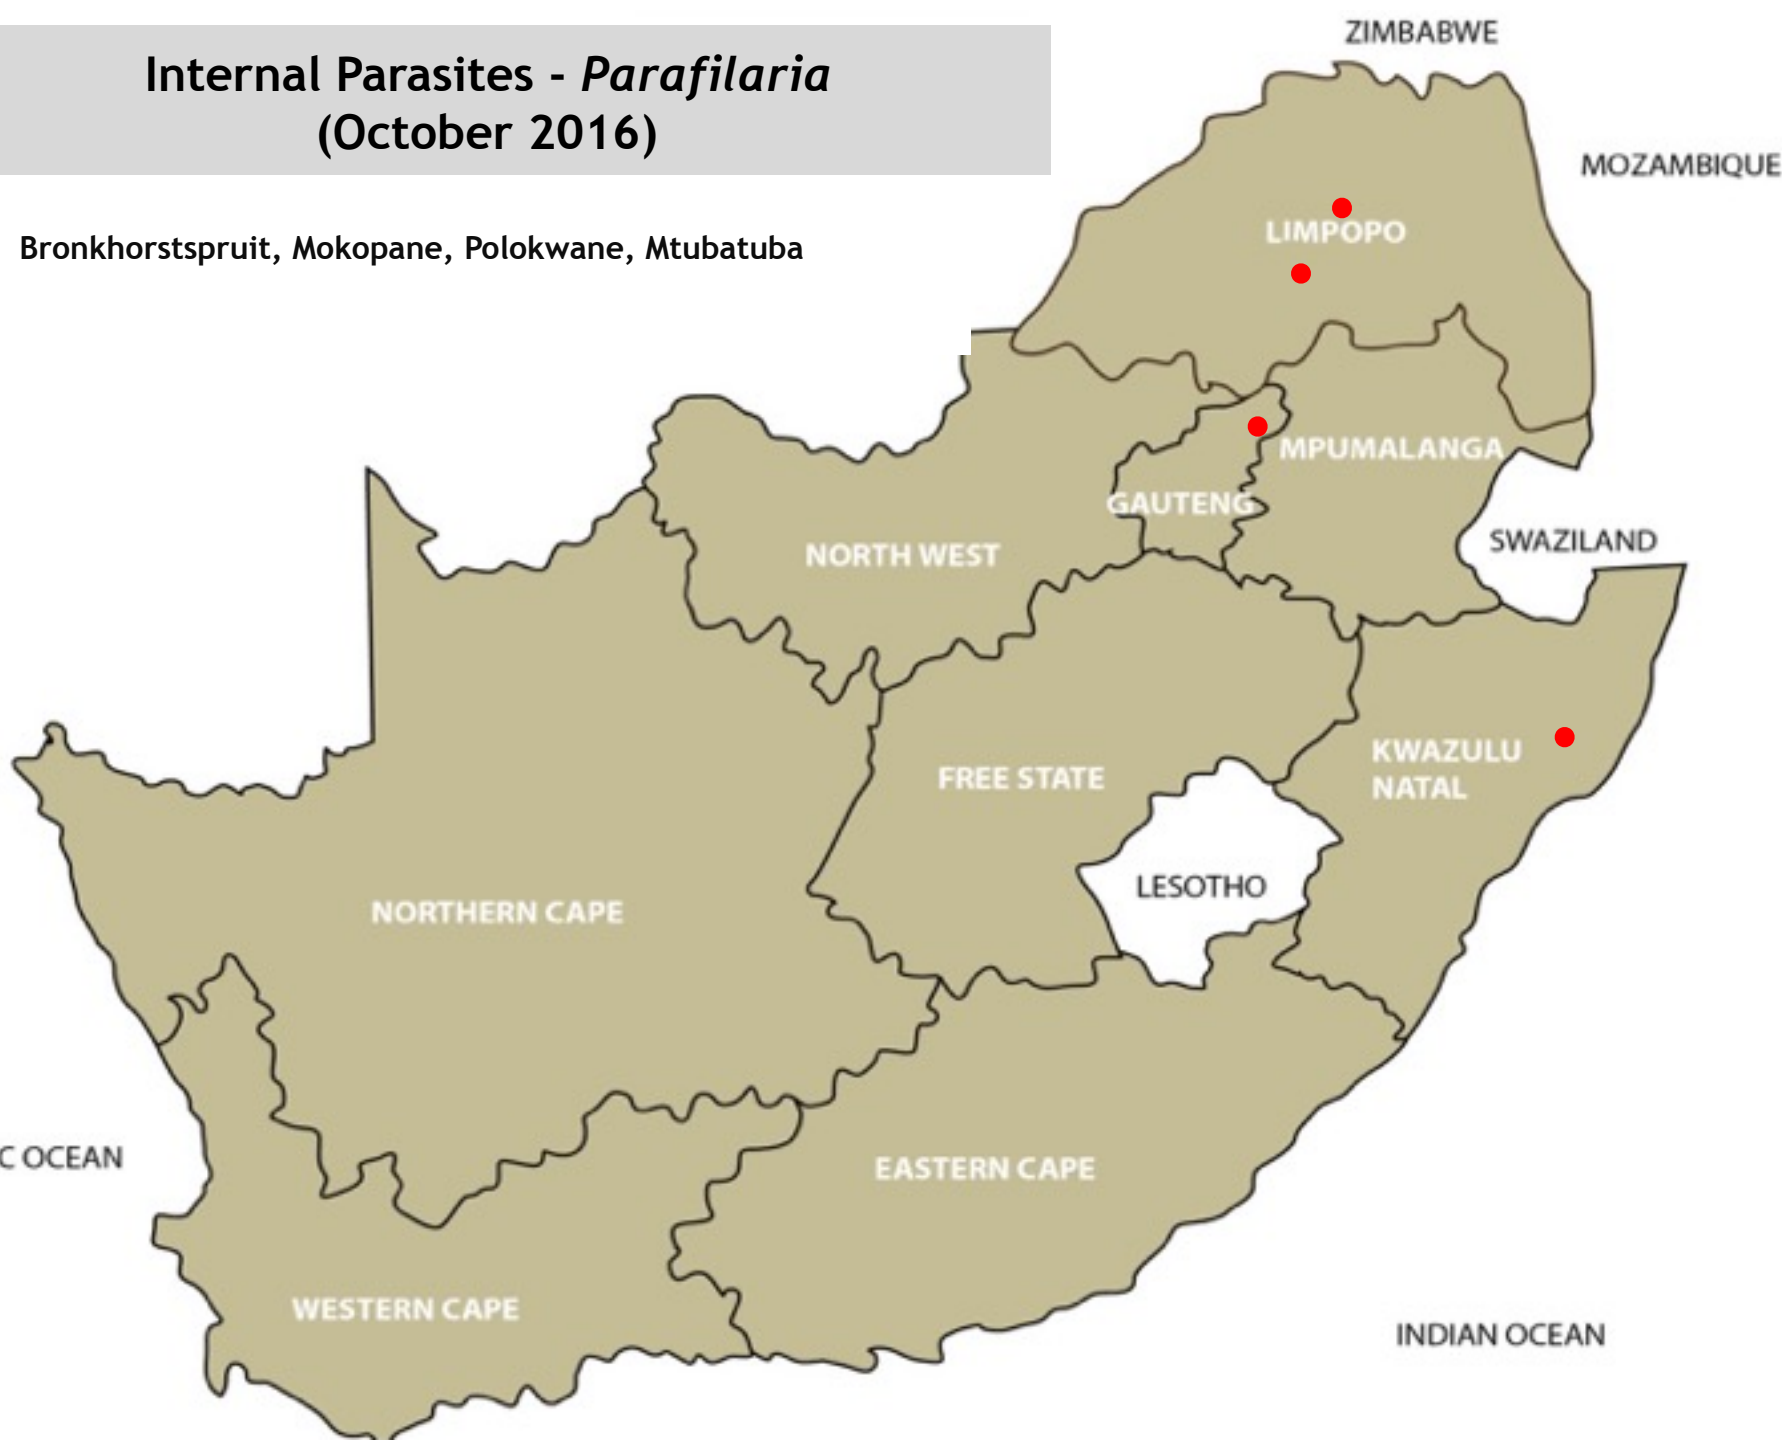 Internal Parasites - Parafilaria
(October 2016)
Bronkhorstspruit, Mokopane, Polokwane, Mtubatuba
ZIMBABWE
MOZAMBIQUE
LIMPOPO
MPUMALANGA
GAUTENG
SWAZILAND
NORTH WEST
KWAZULU
NATAL
FREE STATE
LESOTHO
NORTHERN CAPE
C OCEAN
EASTERN CAPE
WESTERN CAPE
INDIAN OCEAN